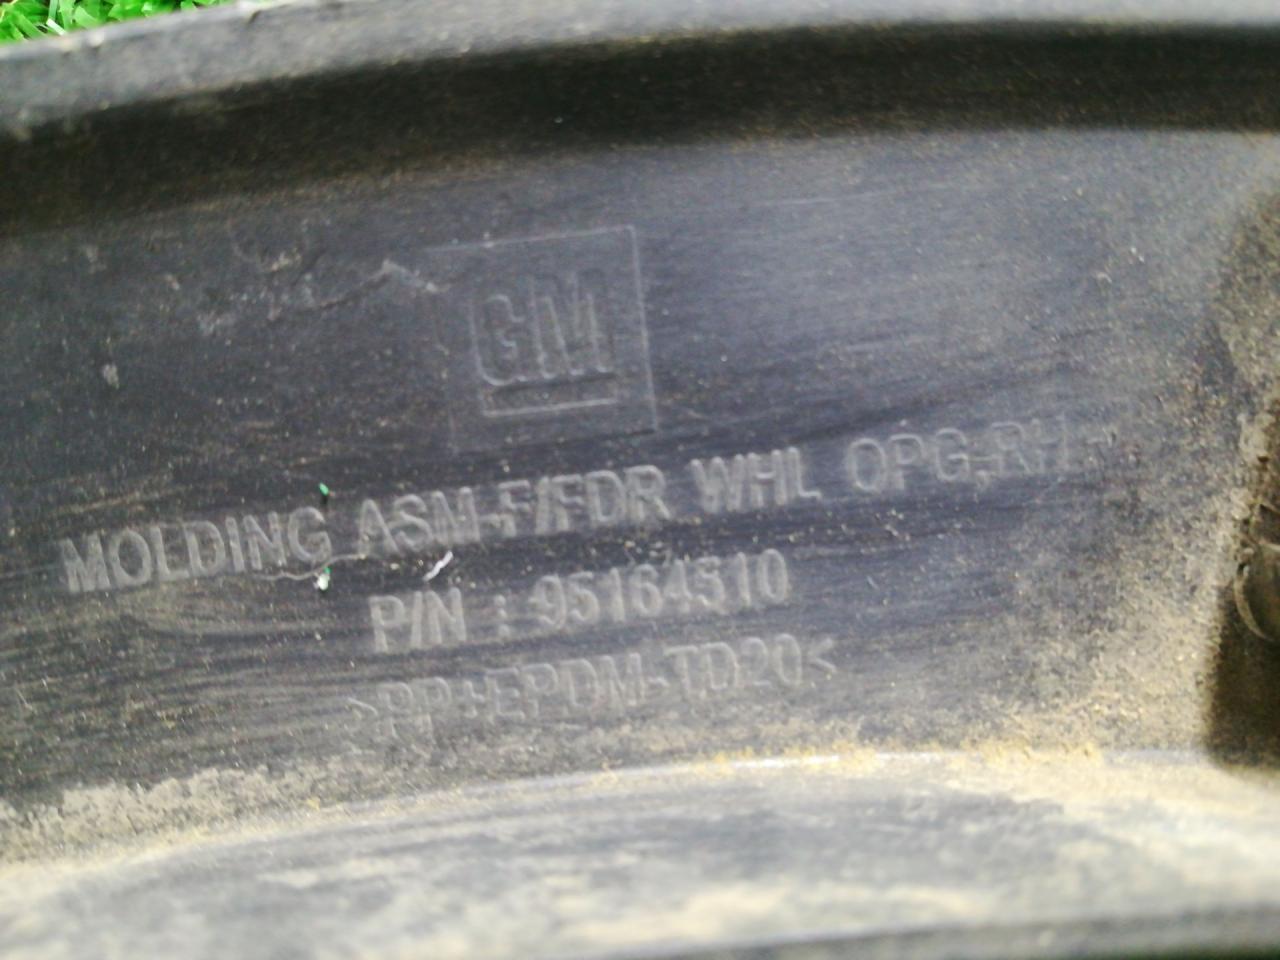 GM
MOLDING ASM-F/FDR WHL OPG-RH
P/N : 95164510
>PP+EPDM-TD20<